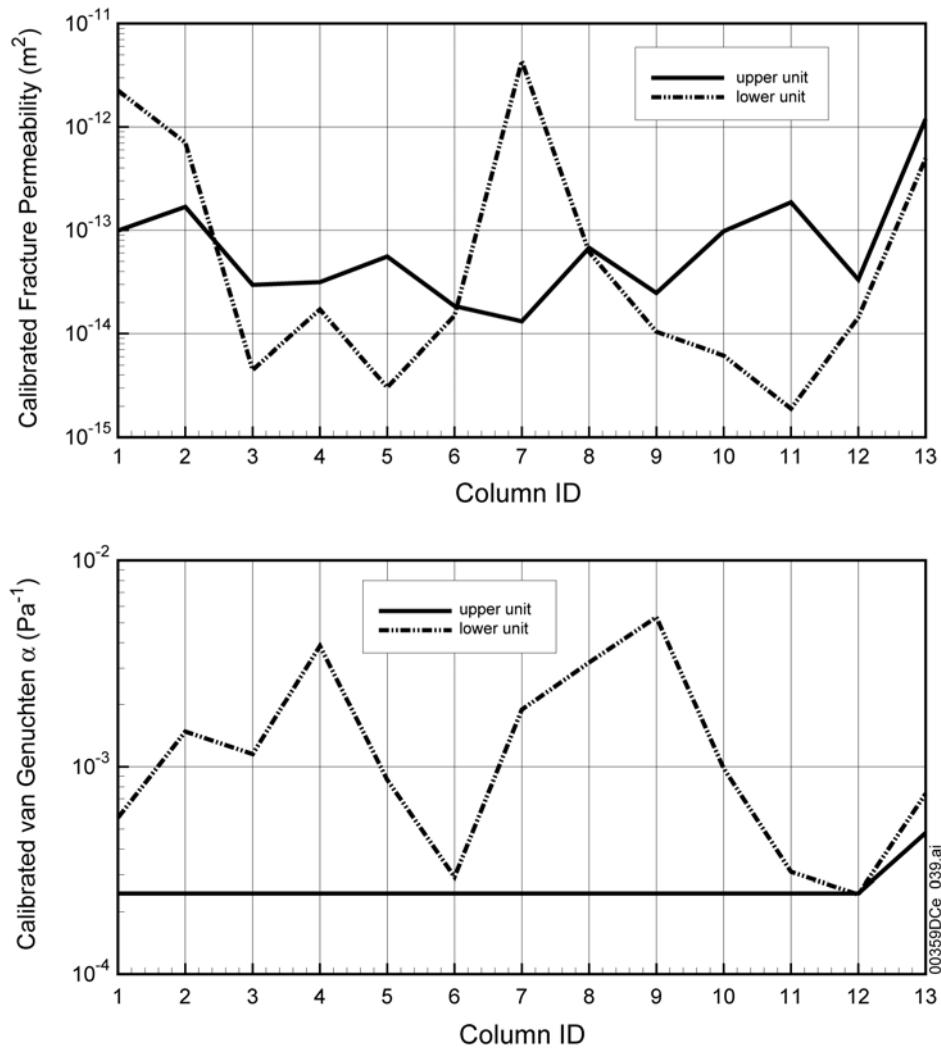 Calibrated Fracture Permeability (m²)
10⁻¹¹
10⁻¹²
10⁻¹³
10⁻¹⁴
10⁻¹⁵
upper unit
lower unit
1 2 3 4 5 6 7 8 9 10 11 12 13
Column ID
Calibrated van Genuchten α (Pa⁻¹)
10⁻²
10⁻³
10⁻⁴
upper unit
lower unit
1 2 3 4 5 6 7 8 9 10 11 12 13
Column ID
00359DCe_039.ai